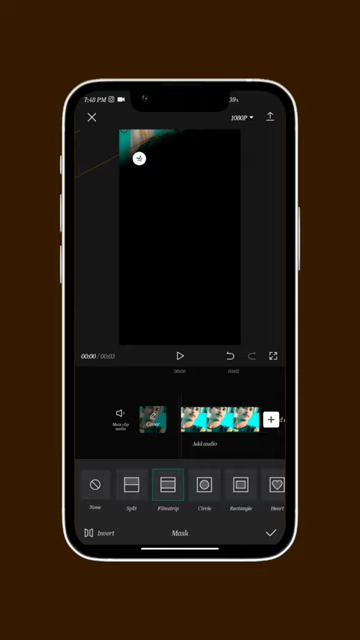 7:48 PM
1080P
00:00 / 00:03
00:00
00:02
Mute clip
audio
Cover
Add audio
None
Split
Filmstrip
Circle
Rectangle
Heart
Invert
Mask